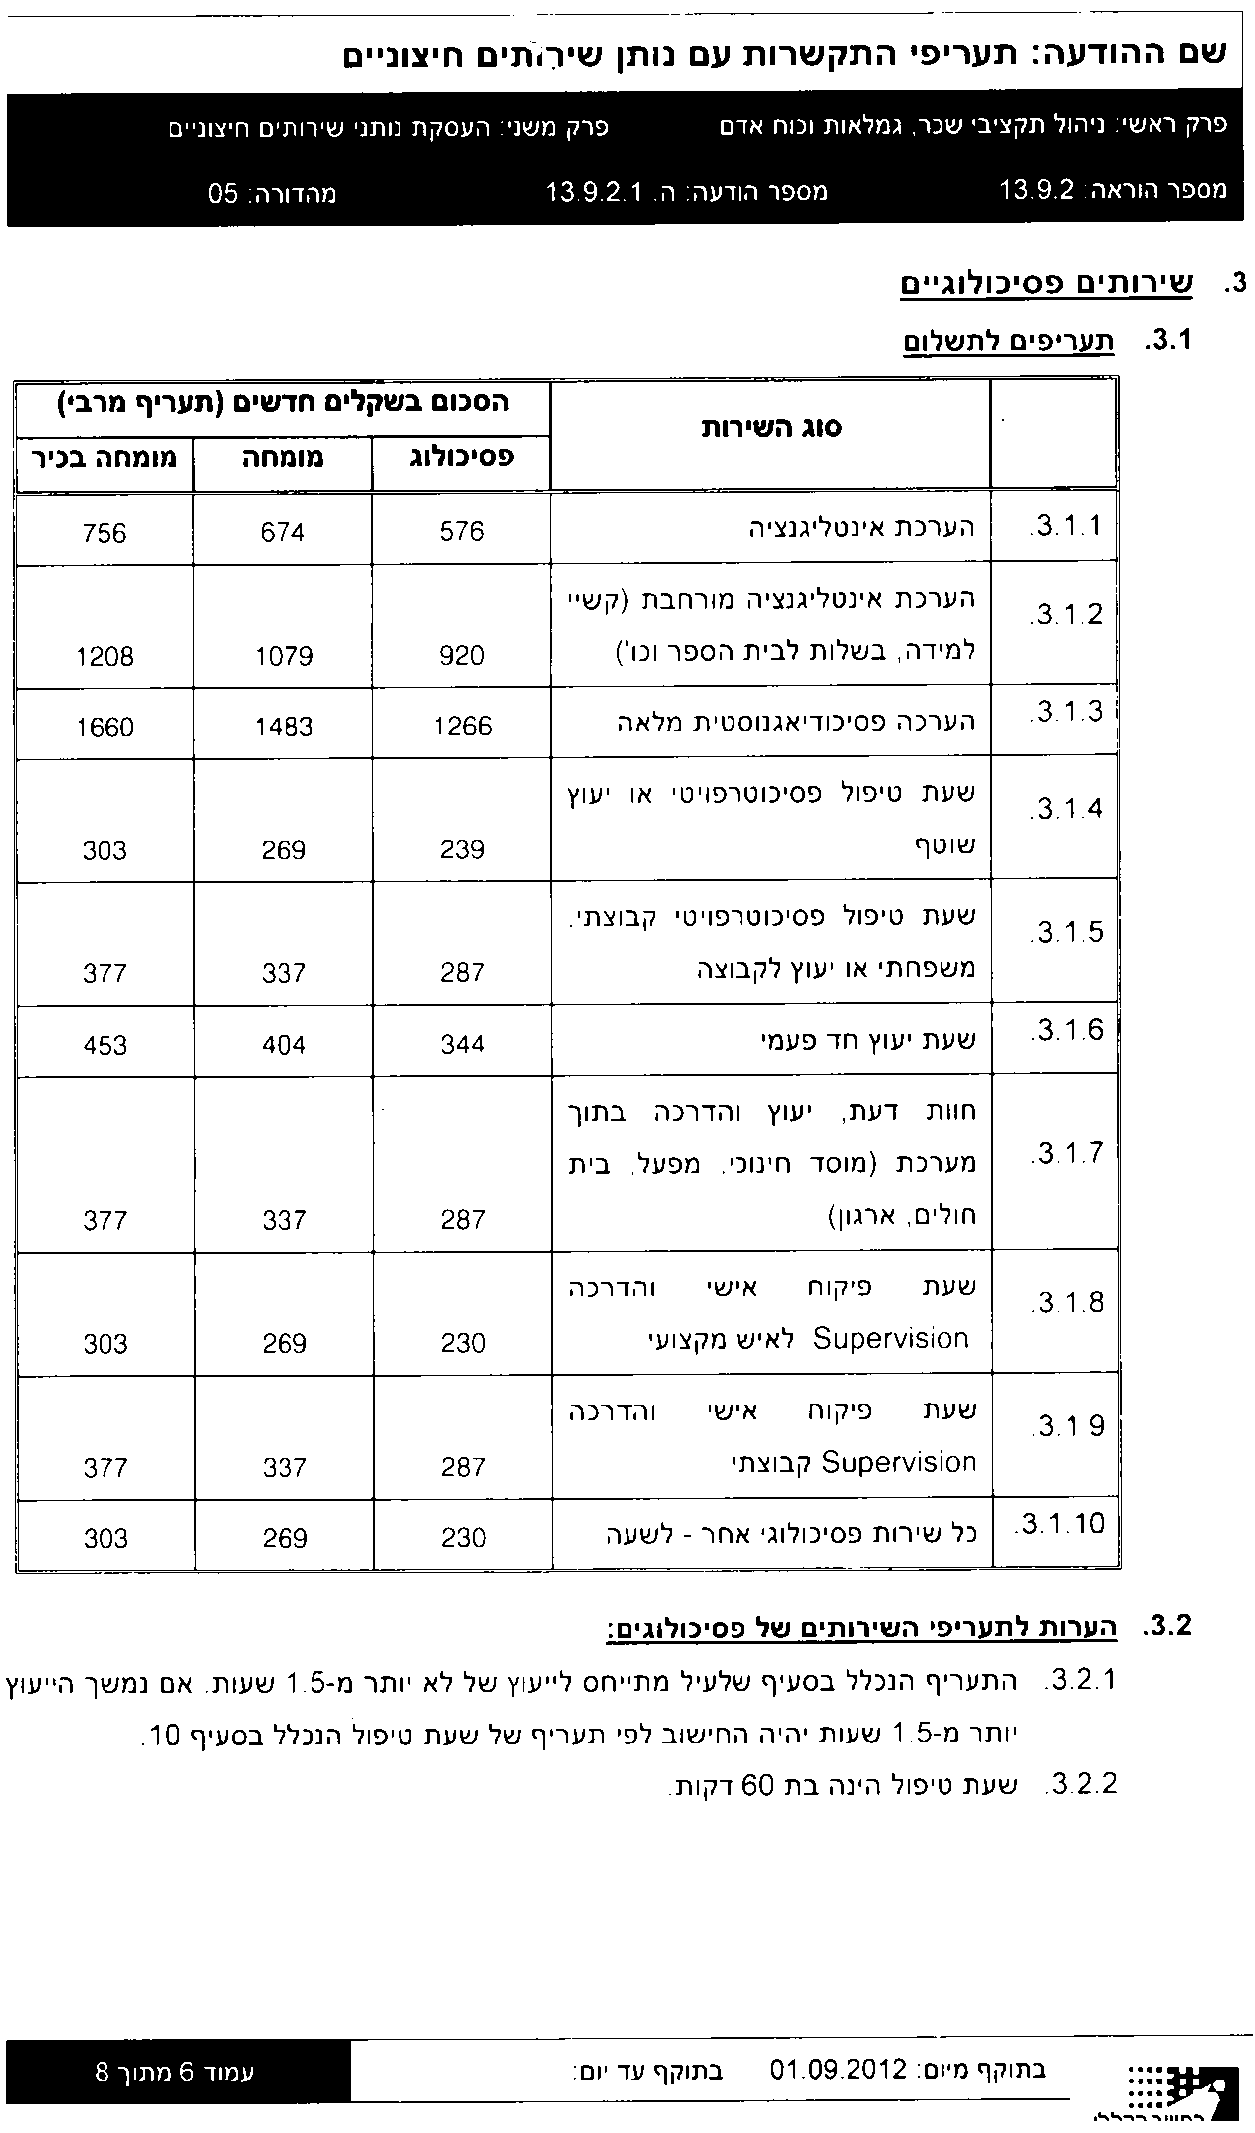 שם ההודעה: תעריפי התקשרות עם נותן שירותים חיצוניים
פרק ראשי: ניהול תקציבי שכר, גמלאות וכוח אדם פרק משני: העסקת נותני שירותים חיצוניים
מספר הוראה: 13.9.2 מספר הודעה: ה. 13.9.2.1 מהדורה: 05
3. שירותים פסיכולוגיים
3.1. תעריפים לתשלום
סוג השירות הסכום בשקלים חדשים (תעריף מרבי)
פסיכולוג מומחה מומחה בכיר
3.1.1. הערכת אינטליגנציה 576 674 756
3.1.2. הערכת אינטליגנציה מורחבת (קשיי
למידה, בשלות לבית הספר וכו') 920 1079 1208
3.1.3. הערכה פסיכודיאגנוסטית מלאה 1266 1483 1660
3.1.4. שעת טיפול פסיכוטרפויטי או יעוץ
שוטף 239 269 303
3.1.5. שעת טיפול פסיכוטרפויטי קבוצתי,
משפחתי או יעוץ לקבוצה 287 337 377
3.1.6. שעת יעוץ חד פעמי 344 404 453
3.1.7. חוות דעת, יעוץ והדרכה בתוך
מערכת (מוסד חינוכי, מפעל, בית
חולים, ארגון) 287 337 377
3.1.8. שעת פיקוח אישי והדרכה
Supervision לאיש מקצועי 230 269 303
3.1.9. שעת פיקוח אישי והדרכה
Supervision קבוצתי 287 337 377
3.1.10. כל שירות פסיכולוגי אחר - לשעה 230 269 303
3.2. הערות לתעריפי השירותים של פסיכולוגים:
3.2.1. התעריף הנכלל בסעיף שלעיל מתייחס לייעוץ של לא יותר מ-1.5 שעות. אם נמשך הייעוץ
יותר מ-1.5 שעות יהיה החישוב לפי תעריף של שעת טיפול הנכלל בסעיף 10.
3.2.2. שעת טיפול הינה בת 60 דקות.
בתוקף מיום: 01.09.2012 בתוקף עד יום: עמוד 6 מתוך 8